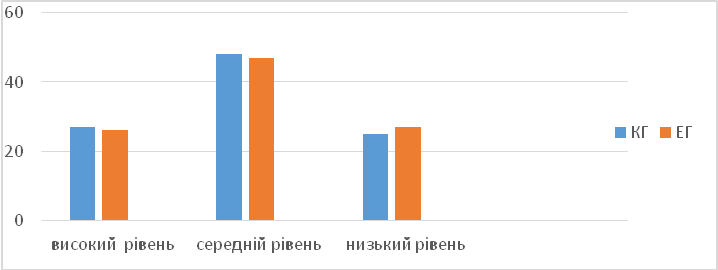 60
40
20
0
високий рівень
середній рівень
низький рівень
КГ
ЕГ